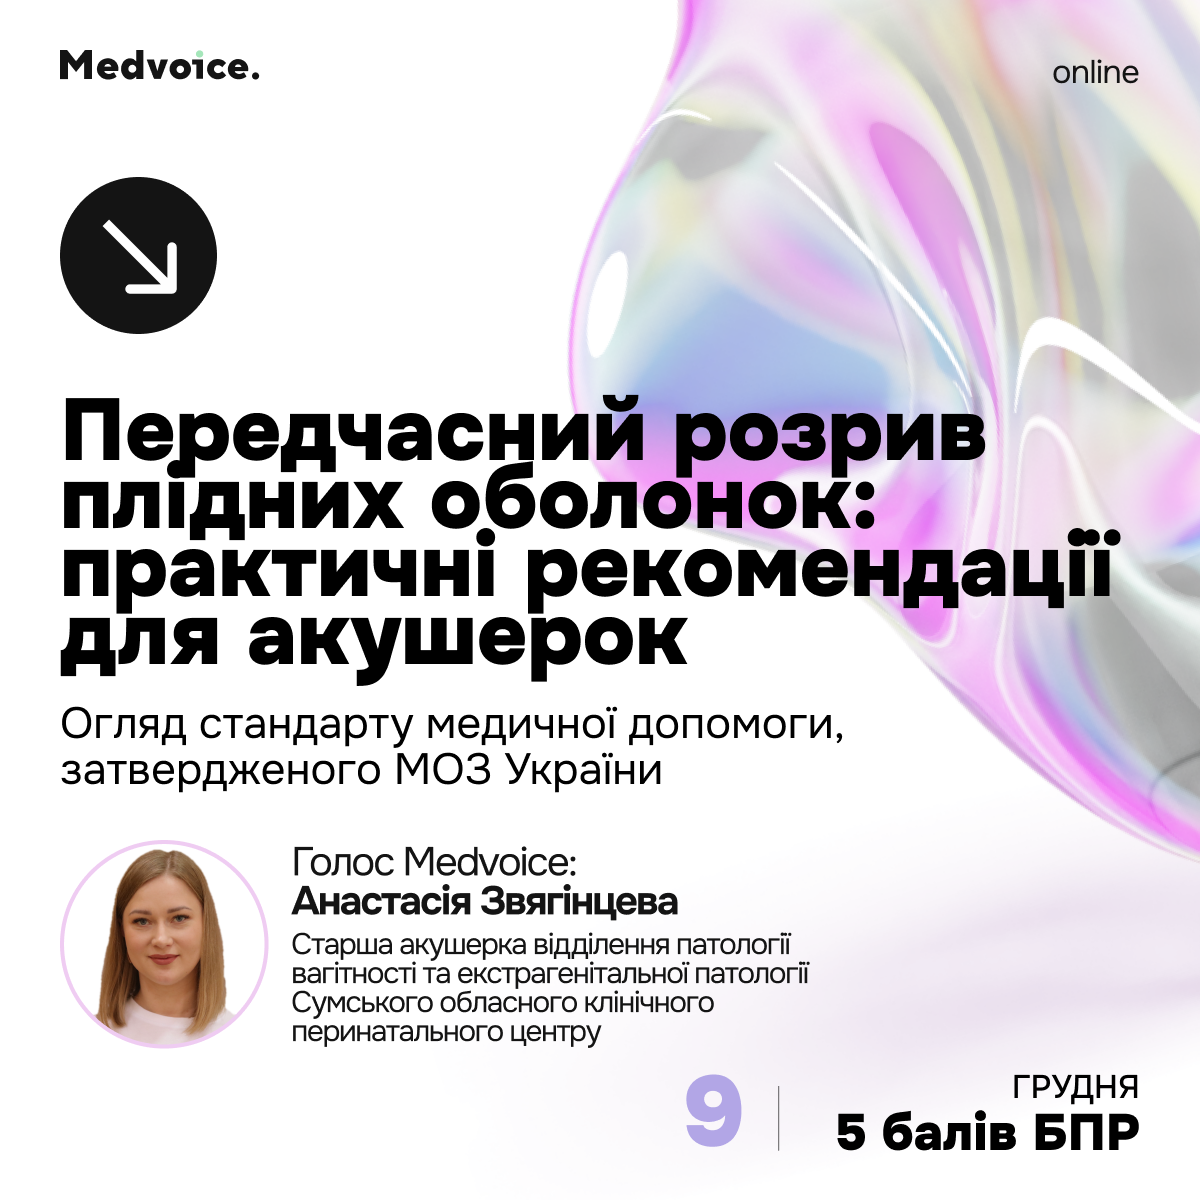 Medvoice.
online
Передчасний розрив
плідних оболонок:
практичні рекомендації
для акушерок
Огляд стандарту медичної допомоги,
затвердженого МОЗ України
Голос Medvoice:
Анастасія Звягінцева
Старша акушерка відділення патології
вагітності та екстрагенітальної патології
Сумського обласного клінічного
перинатального центру
9
ГРУДНЯ
5 балів БПР